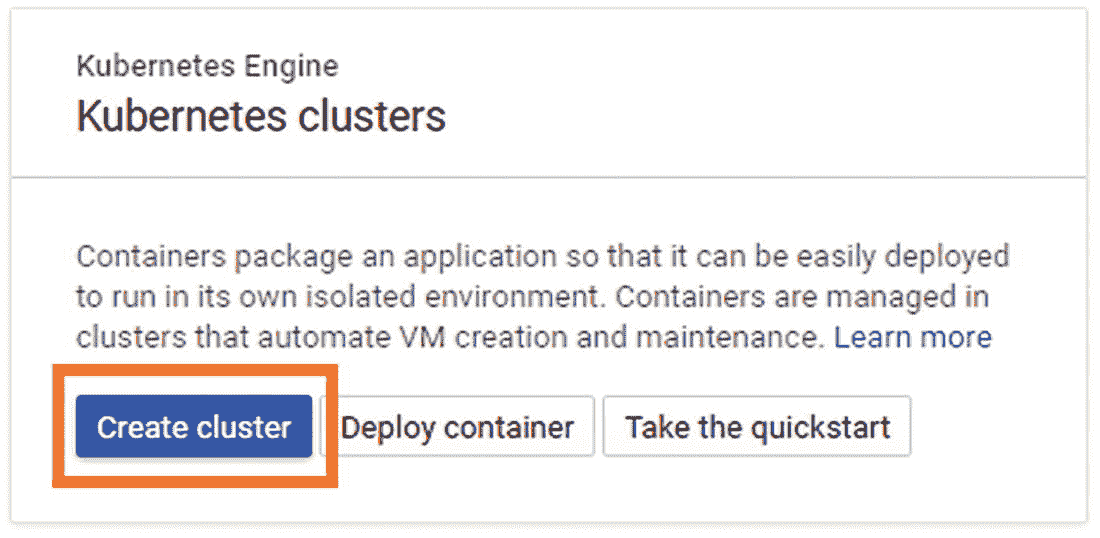 Kubernetes Engine
Kubernetes clusters
Containers package an application so that it can be easily deployed
to run in its own isolated environment. Containers are managed in
clusters that automate VM creation and maintenance. Learn more
Create cluster Deploy container Take the quickstart